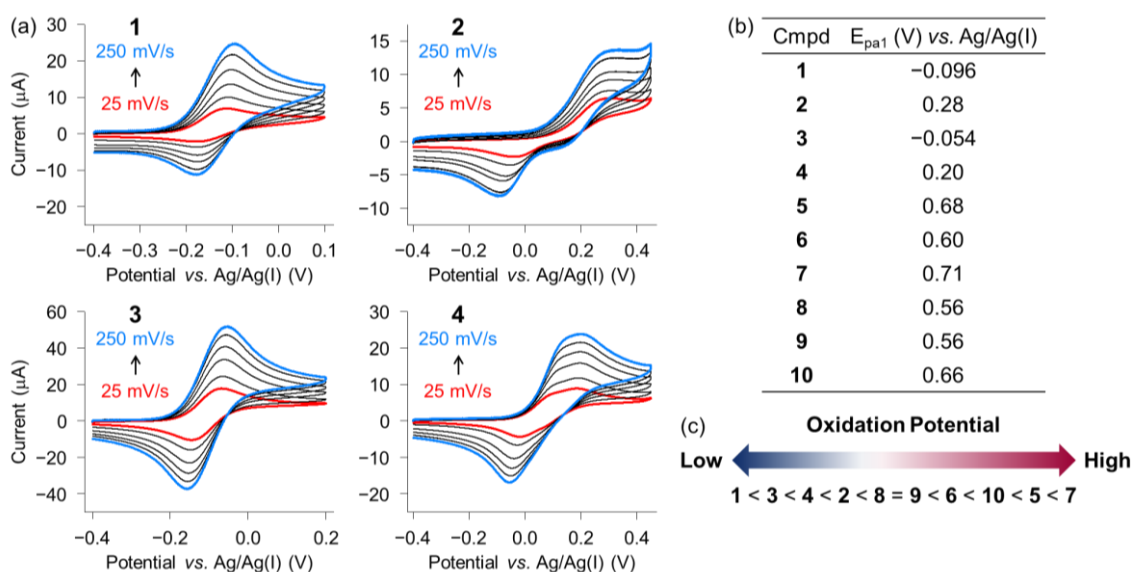 (a)
1
250 mV/s
25 mV/s
30
20
10
0
−10
−20
Current (µA)
−0.4 −0.3 −0.2 −0.1 0.0 0.1
Potential vs. Ag/Ag(I) (V)
2
250 mV/s
25 mV/s
15
10
5
0
−5
−10
−0.4 −0.2 0.0 0.2 0.4
Potential vs. Ag/Ag(I) (V)
3
250 mV/s
25 mV/s
60
40
20
0
−20
−40
Current (µA)
−0.4 −0.2 0.0 0.2
Potential vs. Ag/Ag(I) (V)
4
250 mV/s
25 mV/s
30
20
10
0
−10
−20
−0.4 −0.2 0.0 0.2 0.4
Potential vs. Ag/Ag(I) (V)
(b)
Cmpd Epa1 (V) vs. Ag/Ag(I)
1 −0.096
2 0.28
3 −0.054
4 0.20
5 0.68
6 0.60
7 0.71
8 0.56
9 0.56
10 0.66
(c)
Oxidation Potential
Low High
1 < 3 < 4 < 2 < 8 = 9 < 6 < 10 < 5 < 7